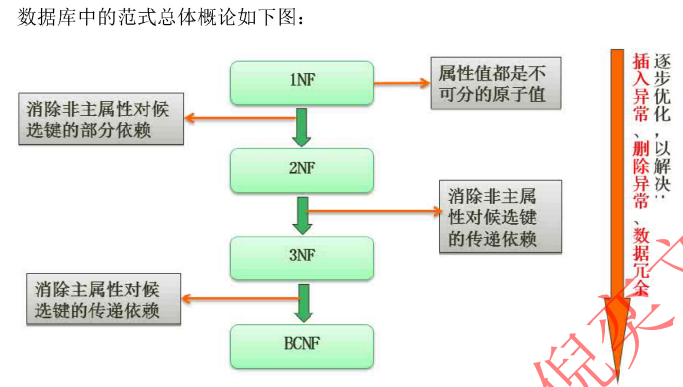 数据库中的范式总体概论如下图：
1NF
属性值都是不
可分的原子值
消除非主属性对候
选键的部分依赖
2NF
消除非主属
性对候选键
的传递依赖
3NF
消除主属性对候
选键的传递依赖
BCNF
逐步优化，以解决：
插入异常、删除异常、数据冗余
倪奕文